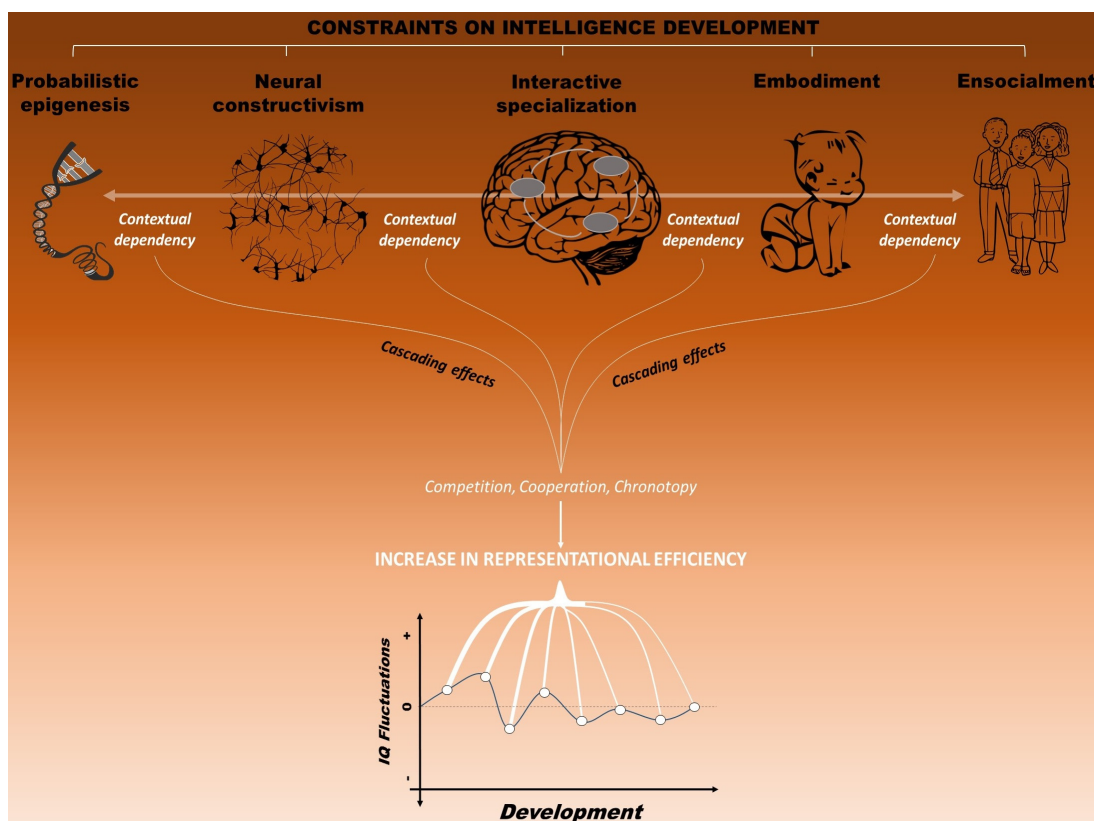 CONSTRAINTS ON INTELLIGENCE DEVELOPMENT
Probabilistic
epigenesis
Neural
constructivism
Interactive
specialization
Embodiment
Ensocialment
Contextual
dependency
Contextual
dependency
Contextual
dependency
Contextual
dependency
Cascading effects
Cascading effects
Competition, Cooperation, Chronotopy
INCREASE IN REPRESENTATIONAL EFFICIENCY
IQ Fluctuations
+
0
-
Development